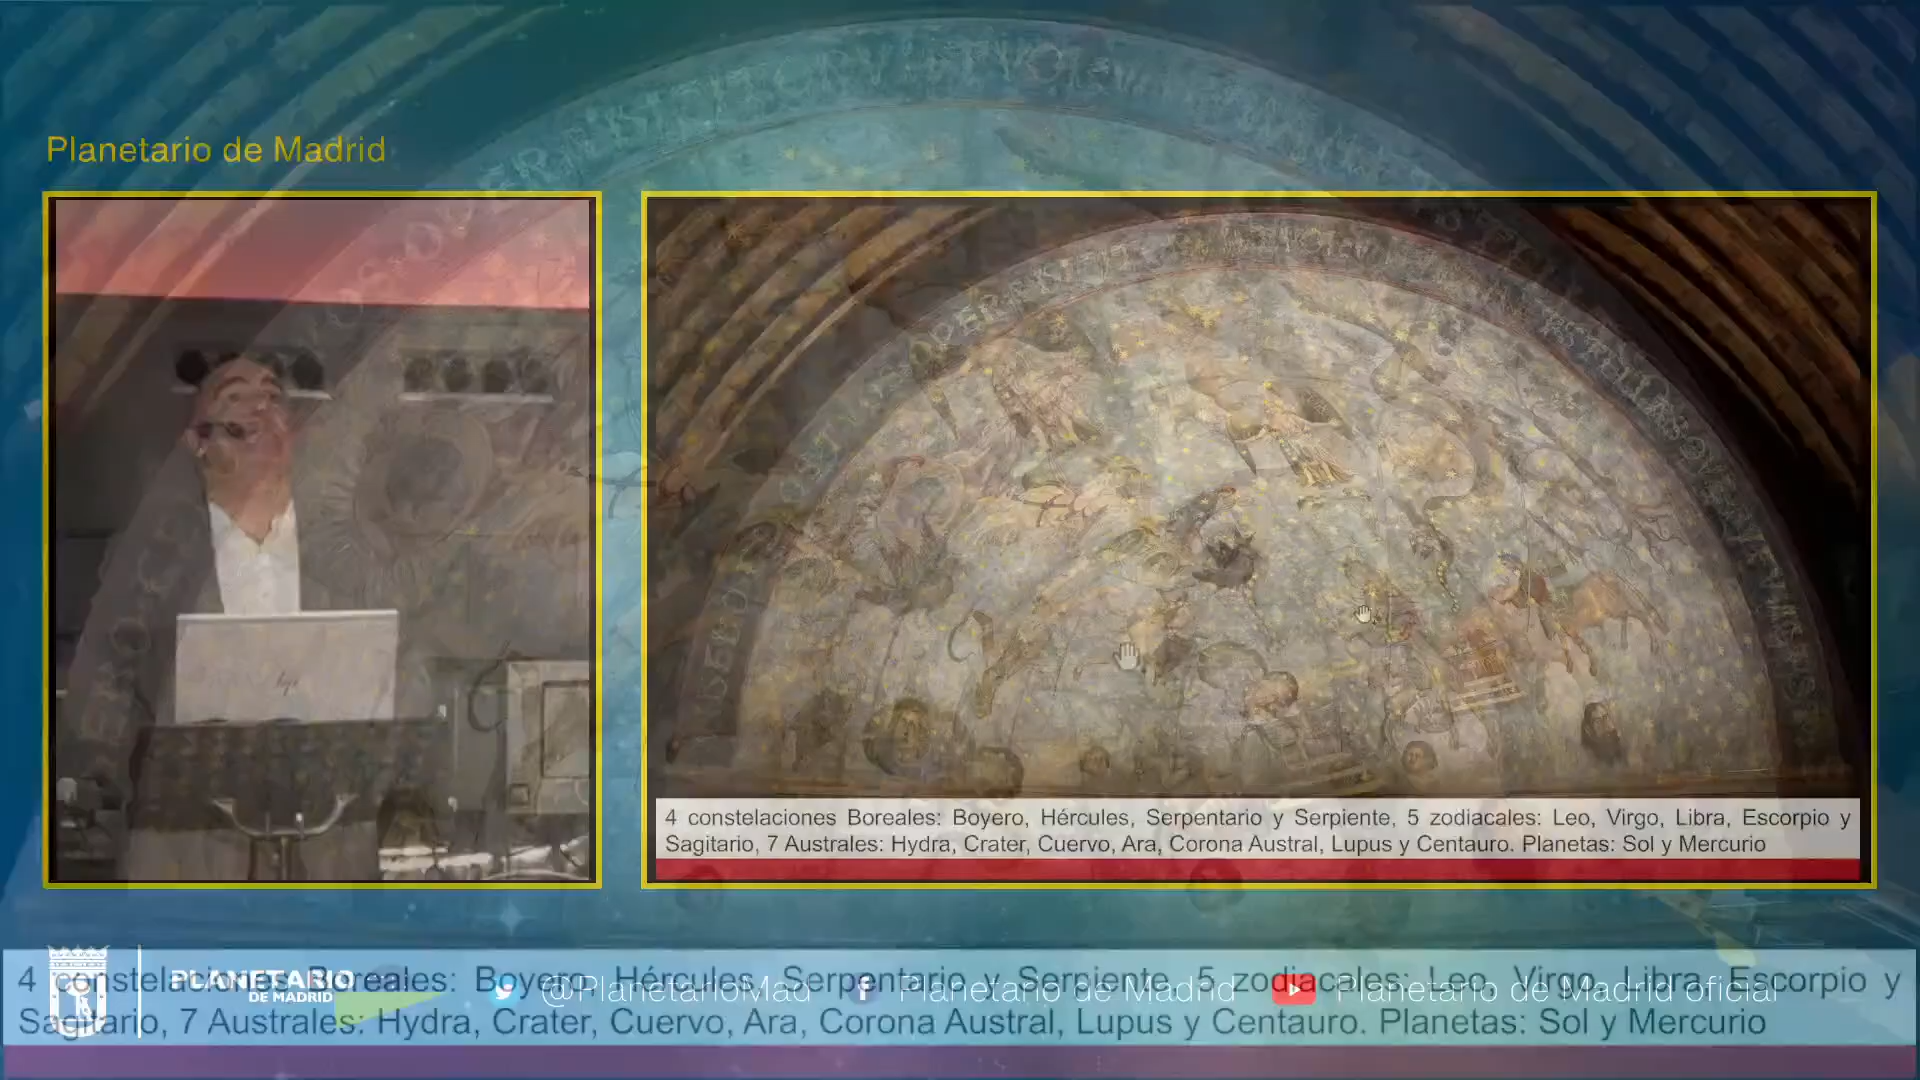 Planetario de Madrid
4 constelaciones Boreales: Boyero, Hércules, Serpentario y Serpiente, 5 zodiacales: Leo, Virgo, Libra, Escorpio y
Sagitario, 7 Australes: Hydra, Crater, Cuervo, Ara, Corona Austral, Lupus y Centauro. Planetas: Sol y Mercurio
PLANETARIO
DE MADRID
@PlanetarioMad
Planetario de Madrid
Planetario de Madrid oficial
4 constelaciones Boreales: Boyero, Hércules, Serpentario y Serpiente, 5 zodiacales: Leo, Virgo, Libra, Escorpio y
Sagitario, 7 Australes: Hydra, Crater, Cuervo, Ara, Corona Austral, Lupus y Centauro. Planetas: Sol y Mercurio